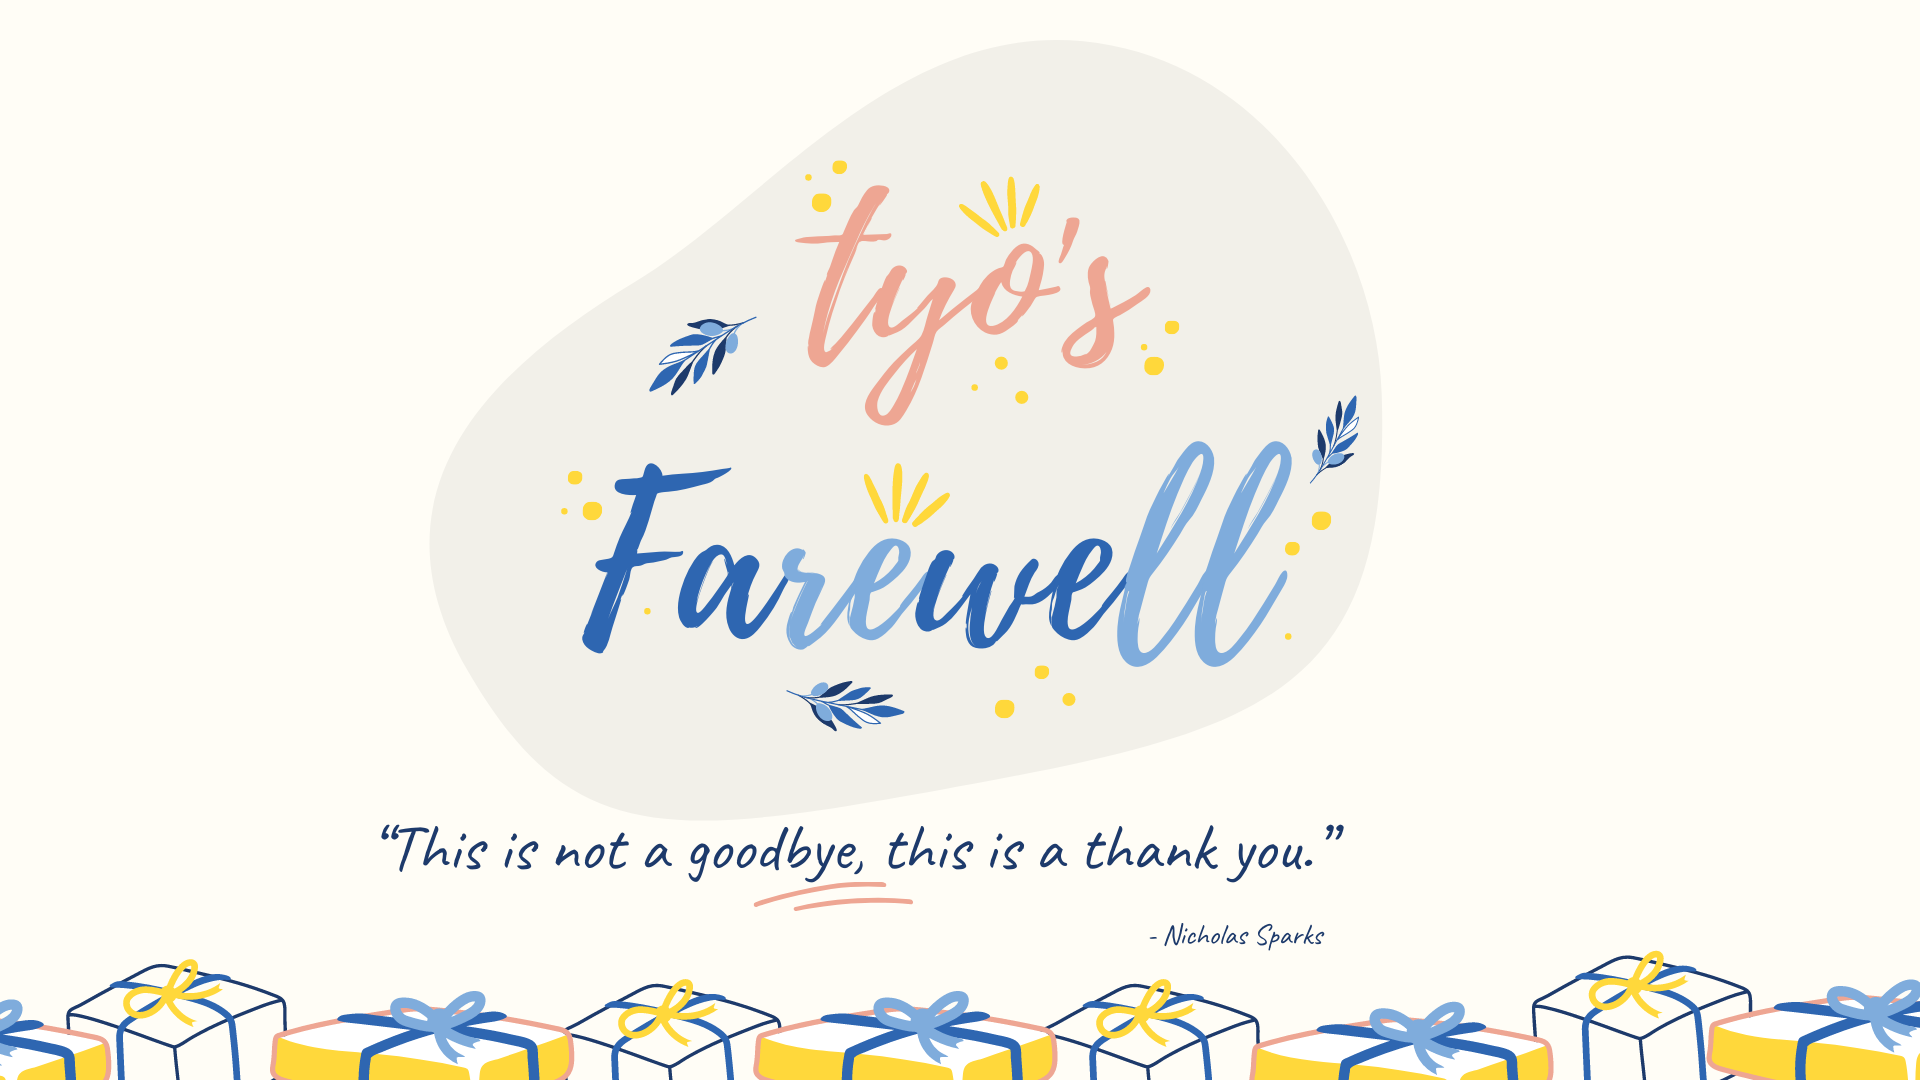 tyo's
Farewell
“This is not a goodbye, this is a thank you.”
- Nicholas Sparks